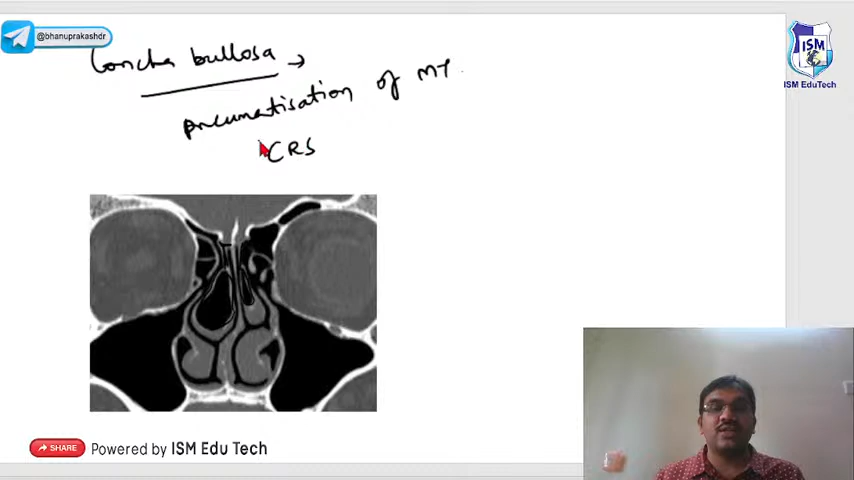 @bhanuprakashdr
Concha bullosa →
pneumatisation of MT.
CRS
ISM
ISM EduTech
SHARE
Powered by ISM Edu Tech